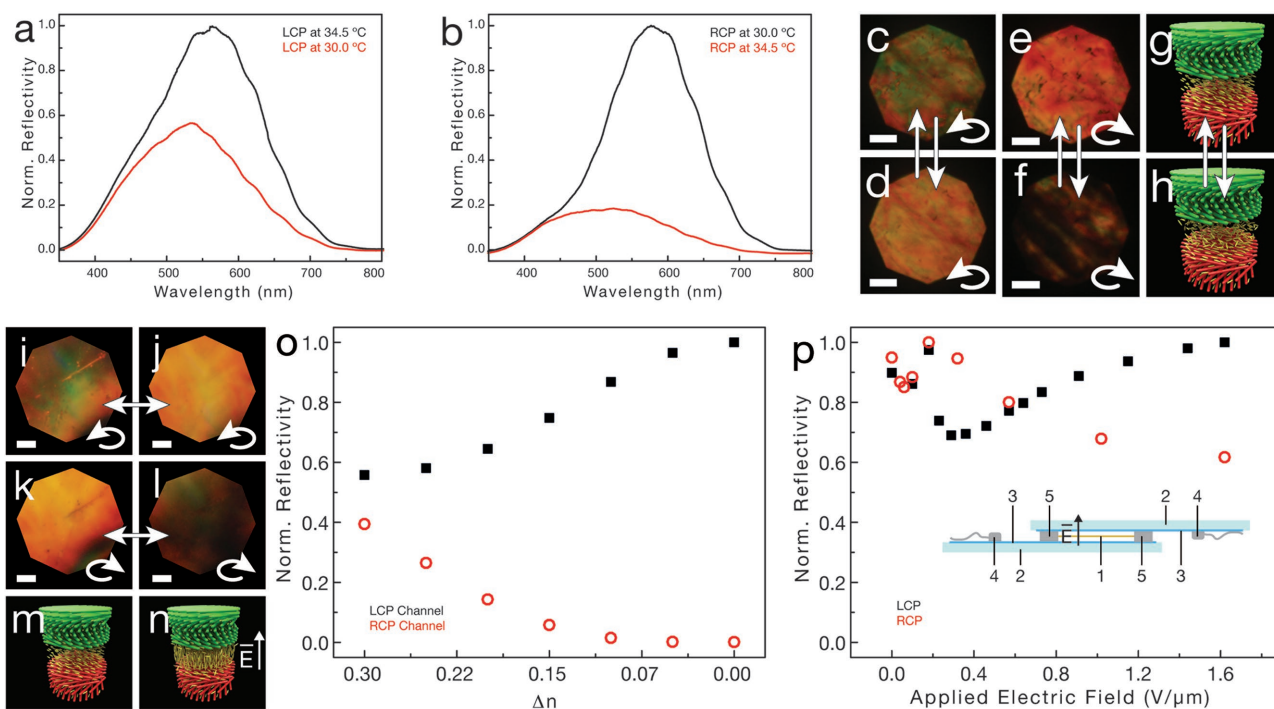 a
LCP at 34.5 ºC
LCP at 30.0 ºC
Norm. Reflectivity
1.0
0.8
0.6
0.4
0.2
0.0
400 500 600 700 800
Wavelength (nm)
b
RCP at 30.0 ºC
RCP at 34.5 ºC
Norm. Reflectivity
1.0
0.8
0.6
0.4
0.2
0.0
400 500 600 700 800
Wavelength (nm)
c
e
g
d
f
h
i
j
k
l
m
n
E
o
Norm. Reflectivity
1.0
0.8
0.6
0.4
0.2
0.0
LCP Channel
RCP Channel
0.30 0.22 0.15 0.07 0.00
Δn
p
Norm. Reflectivity
1.0
0.8
0.6
0.4
0.2
0.0
3 5 2 4
E
4 2 1 5 3
LCP
RCP
0.0 0.4 0.8 1.2 1.6
Applied Electric Field (V/µm)